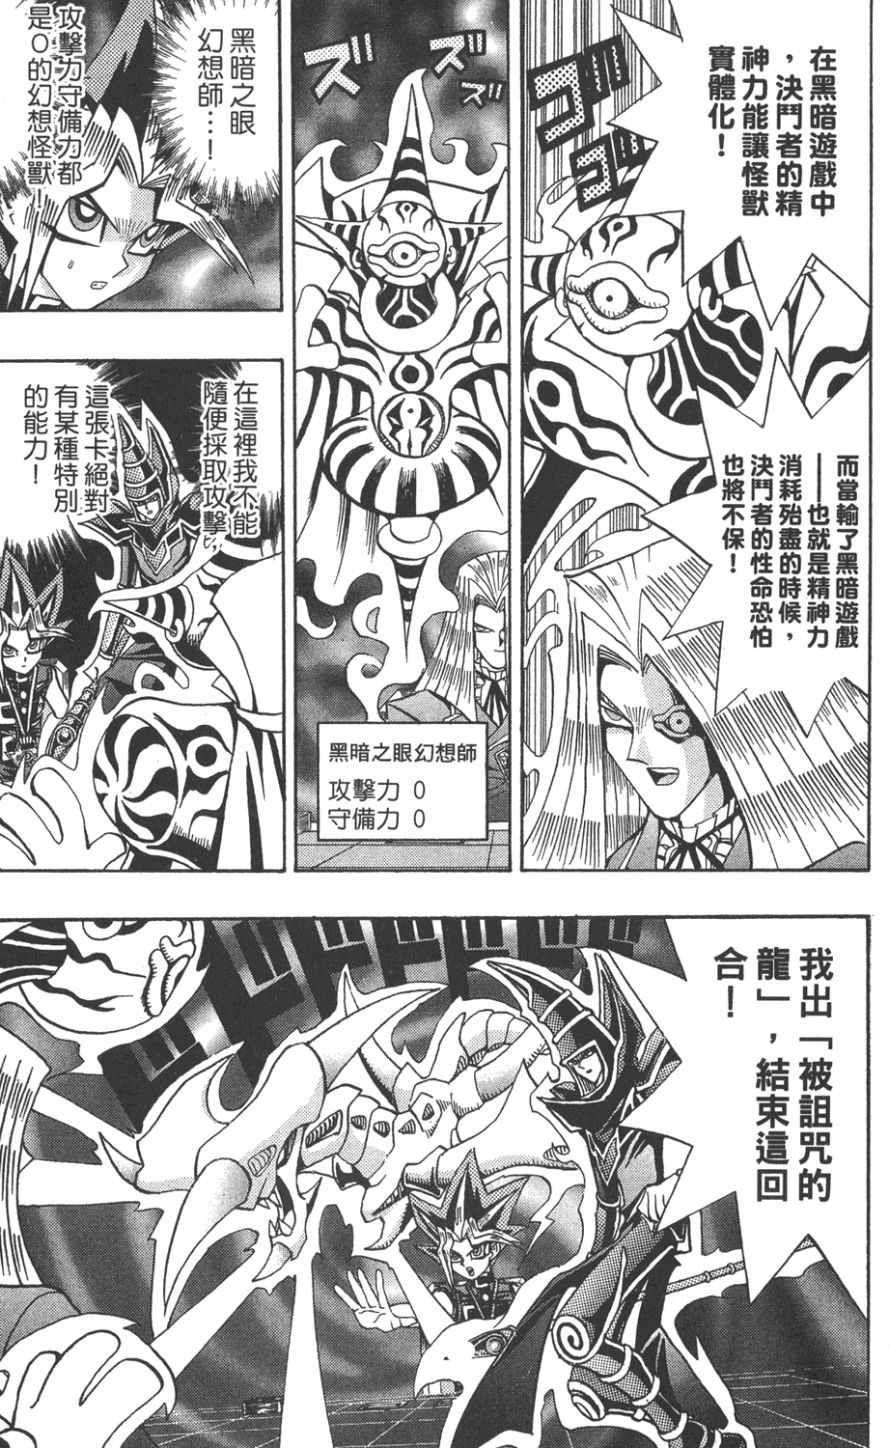 在黑暗遊戲中
，決鬥者的精
神力能讓怪獸
實體化！
而當輸了黑暗遊戲
——也就是精神力
消耗殆盡的時候，
決鬥者的性命恐怕
也將不保！
ゴゴゴ
ズズズ
黑暗之眼幻想師
攻擊力 0
守備力 0
黑暗之眼
幻想師…！
攻擊力守備力都
是０的幻想怪獸！
在這裡我不能
隨便採取攻擊，
這張卡絕對
有某種特別
的能力！
我出「被詛咒的
龍」，結束這回
合！
ドドドドド